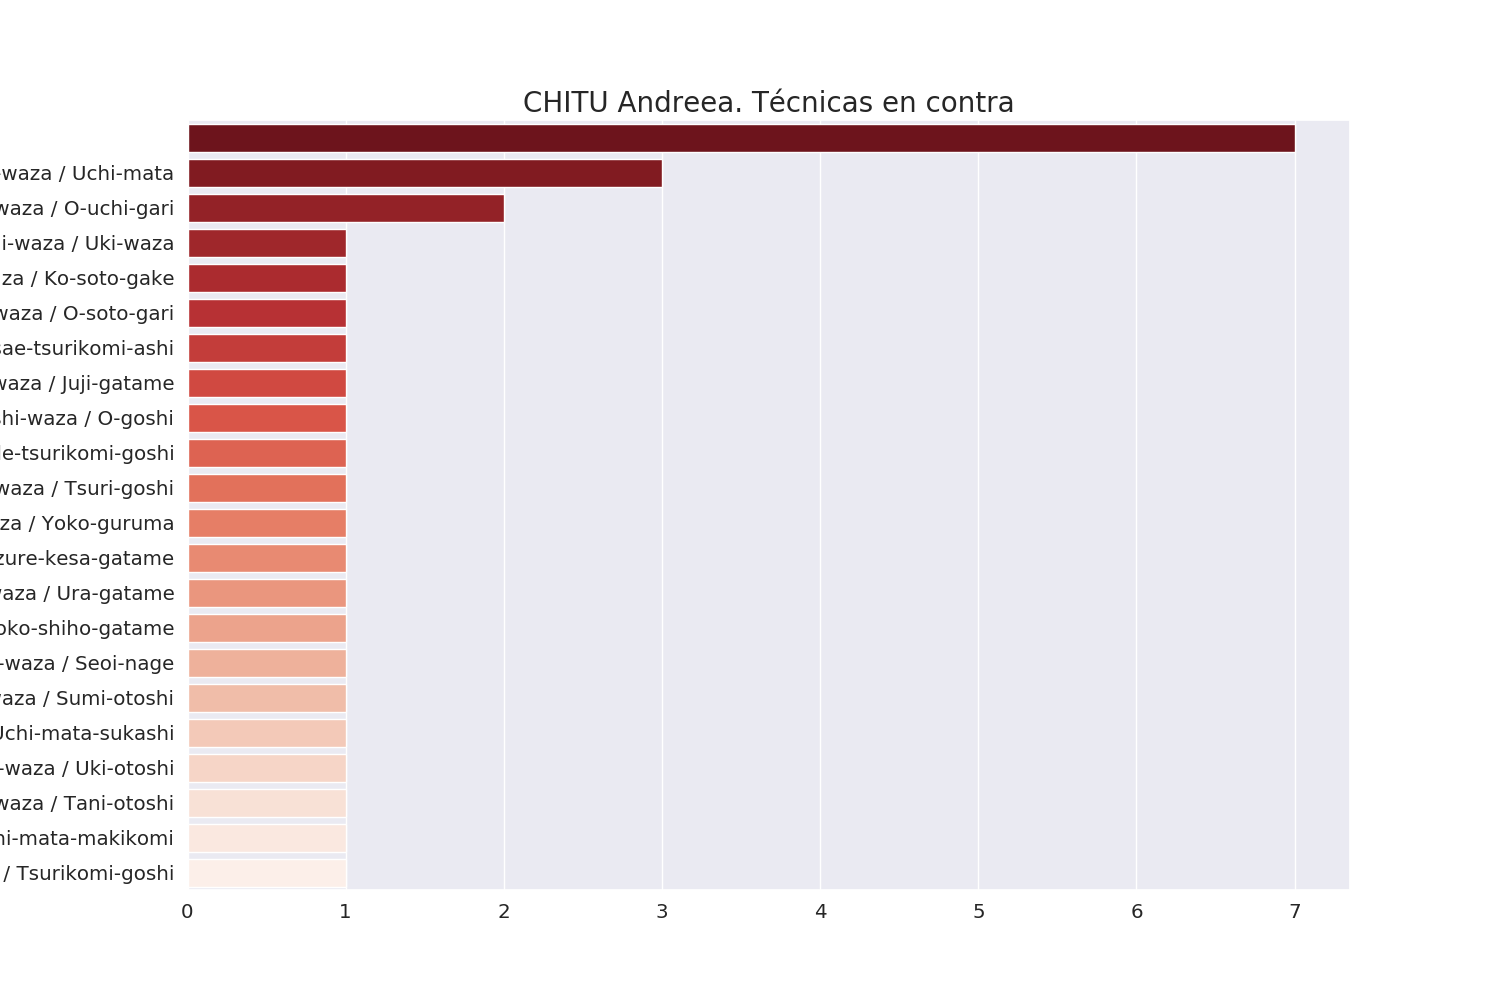 CHITU Andreea. Técnicas en contra
-waza / Uchi-mata
waza / O-uchi-gari
i-waza / Uki-waza
za / Ko-soto-gake
waza / O-soto-gari
sae-tsurikomi-ashi
waza / Juji-gatame
shi-waza / O-goshi
de-tsurikomi-goshi
waza / Tsuri-goshi
za / Yoko-guruma
zure-kesa-gatame
waza / Ura-gatame
oko-shiho-gatame
-waza / Seoi-nage
waza / Sumi-otoshi
Uchi-mata-sukashi
-waza / Uki-otoshi
waza / Tani-otoshi
hi-mata-makikomi
/ Tsurikomi-goshi
0 1 2 3 4 5 6 7